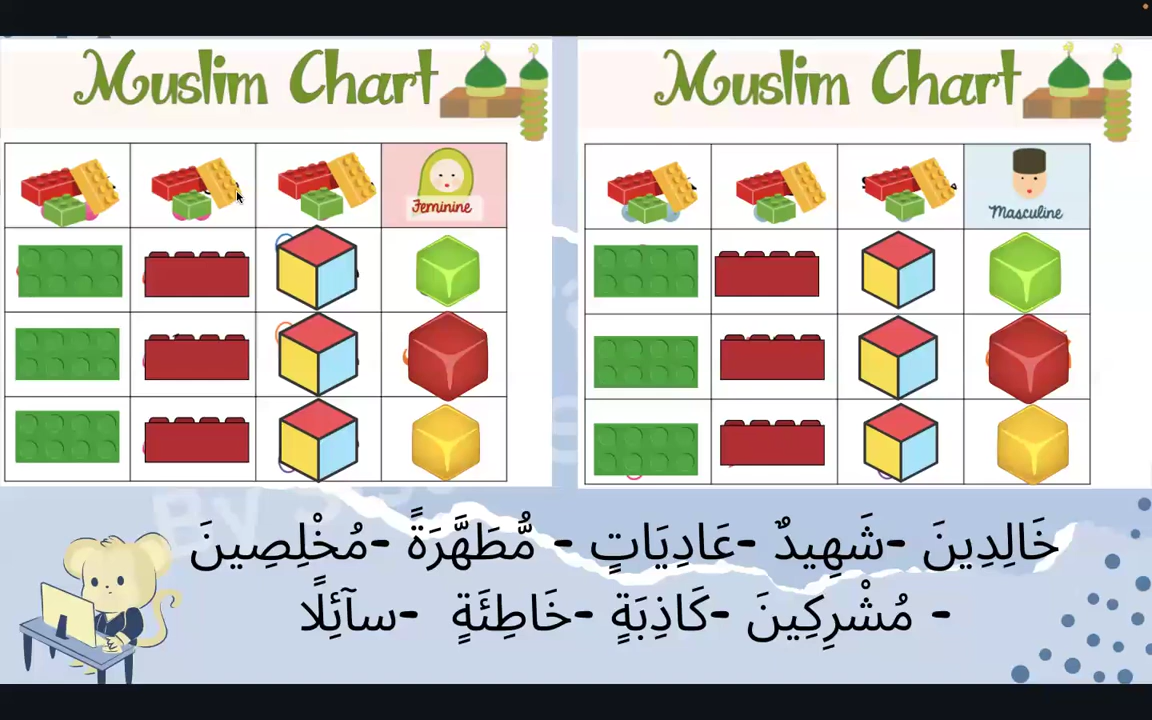 Muslim Chart
Feminine
Muslim Chart
Masculine
خَالِدِينَ -شَهِيدٌ -عَادِيَاتٍ - مُّطَهَّرَةً -مُخْلِصِينَ
- مُشْرِكِينَ -كَاذِبَةٍ -خَاطِئَةٍ -سآئِلًا